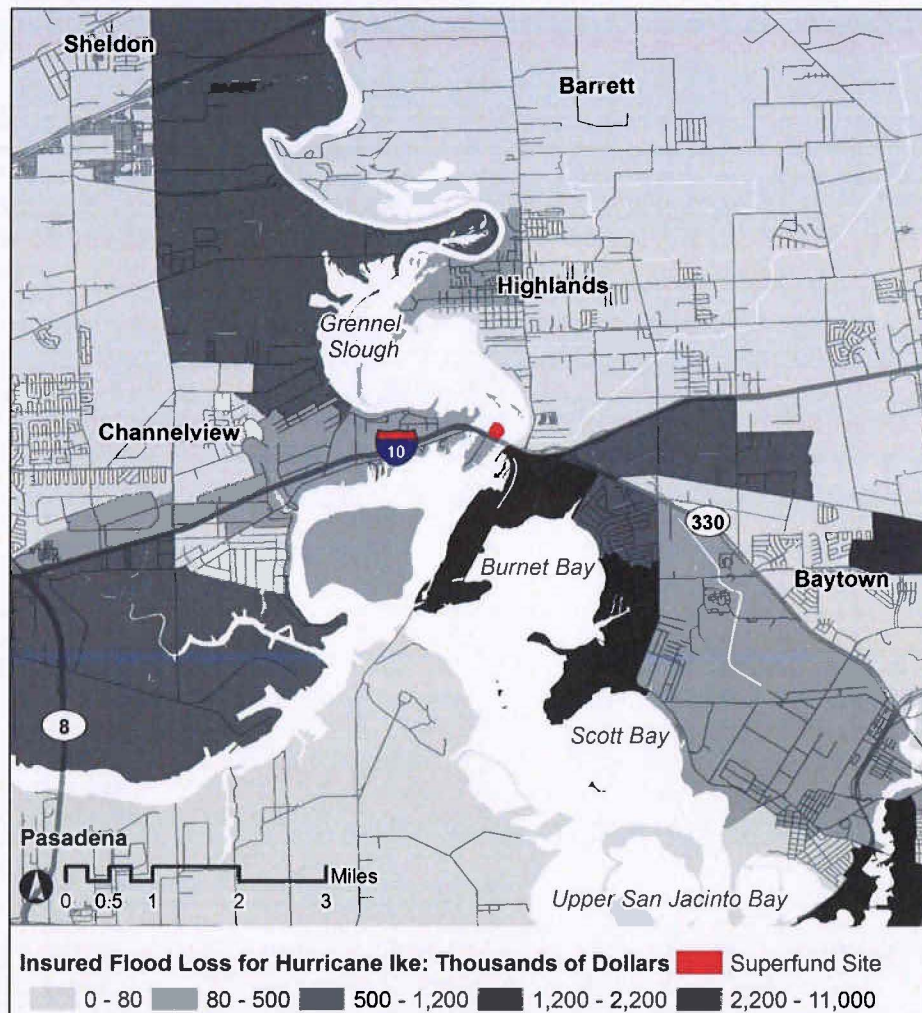 Sheldon
Barrett
Highlands
Grennel
Slough
Channelview
10
330
Burnet Bay
Baytown
8
Scott Bay
Pasadena
Miles
0 0.5 1 2 3
Upper San Jacinto Bay
Insured Flood Loss for Hurricane Ike: Thousands of Dollars Superfund Site
0 - 80 80 - 500 500 - 1,200 1,200 - 2,200 2,200 - 11,000